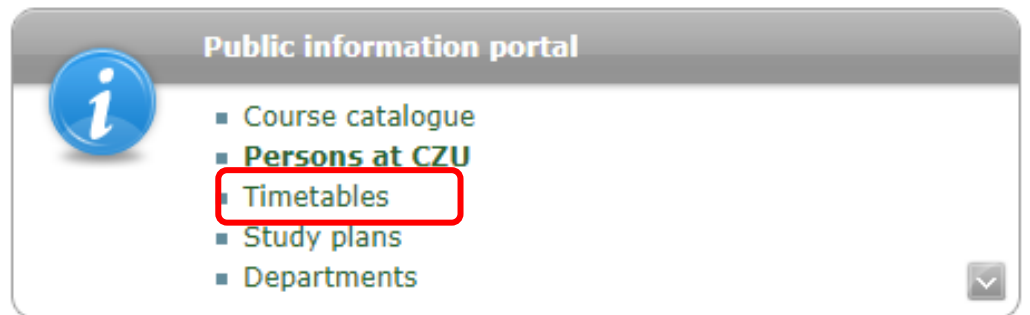 Public information portal
Course catalogue
Persons at CZU
Timetables
Study plans
Departments